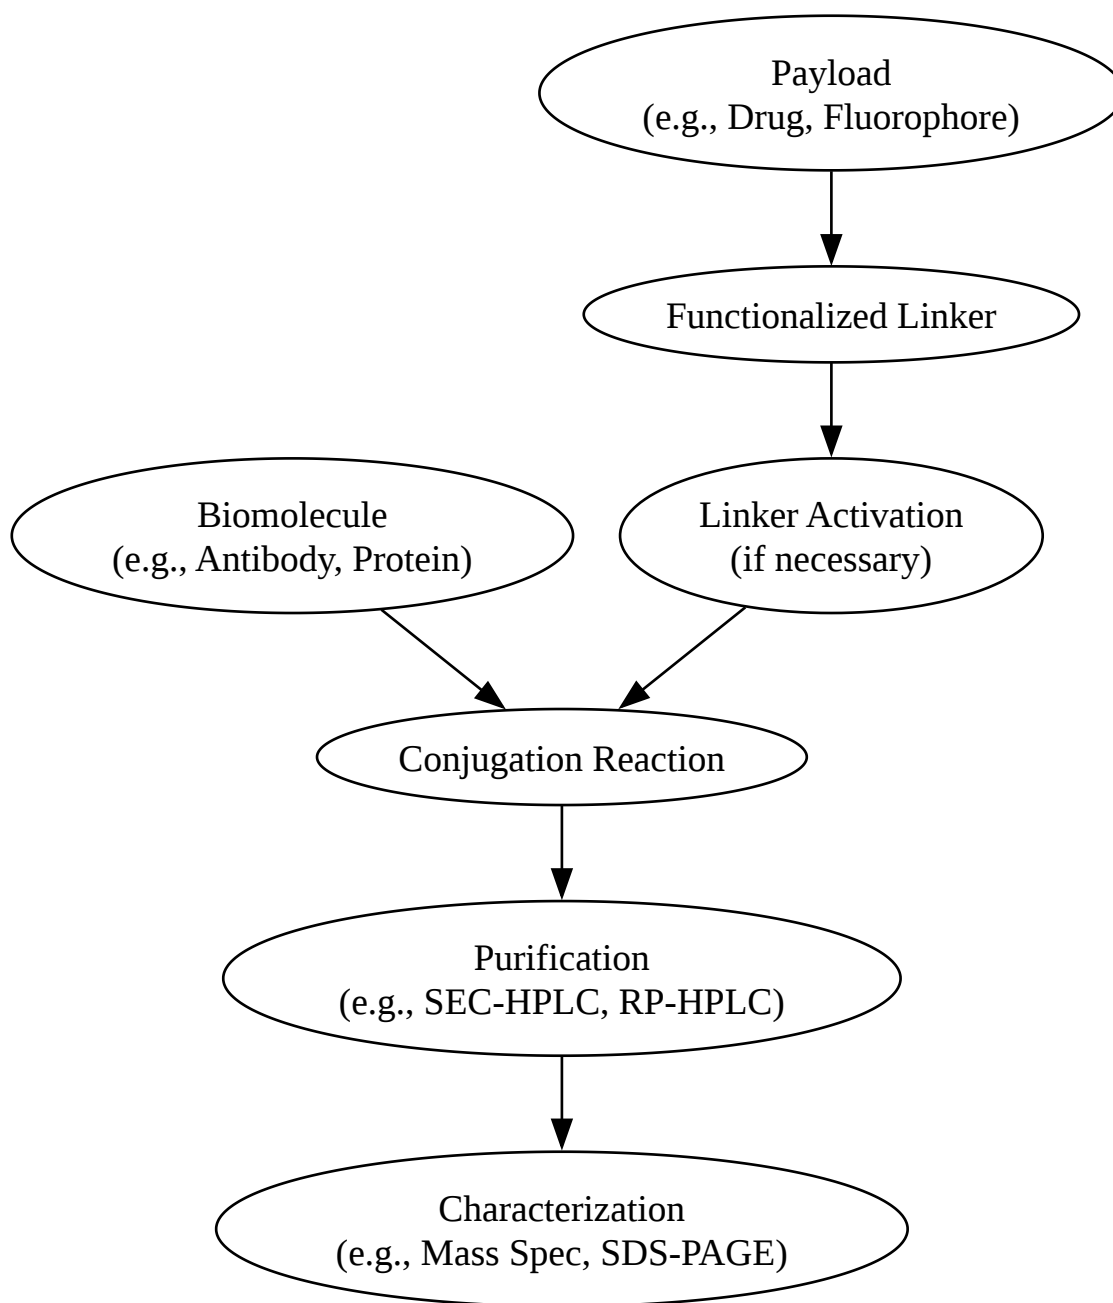 Payload
(e.g., Drug, Fluorophore)
Functionalized Linker
Biomolecule
(e.g., Antibody, Protein)
Linker Activation
(if necessary)
Conjugation Reaction
Purification
(e.g., SEC-HPLC, RP-HPLC)
Characterization
(e.g., Mass Spec, SDS-PAGE)